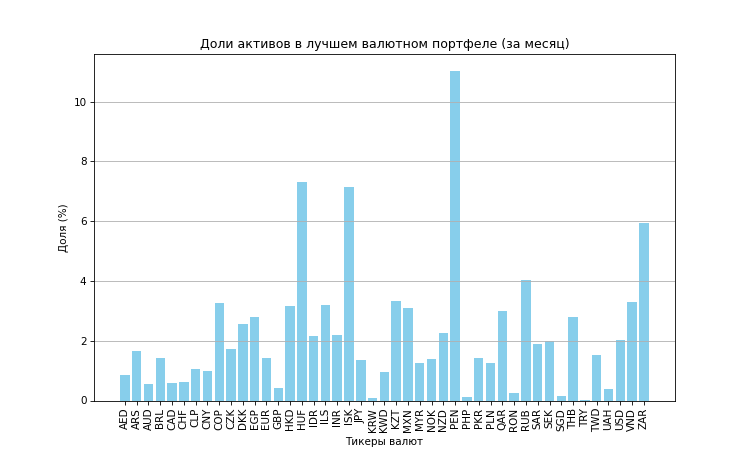 Доли активов в лучшем валютном портфеле (за месяц)
Доля (%)
10
8
6
4
2
0
AED ARS AUD BRL CAD CHF CLP CNY COP CZK DKK EGP EUR GBP HKD HUF IDR ILS INR ISK JPY KRW KWD KZT MXN MYR NOK NZD PEN PHP PKR PLN QAR RON RUB SAR SEK SGD THB TRY TWD UAH USD VND ZAR
Тикеры валют